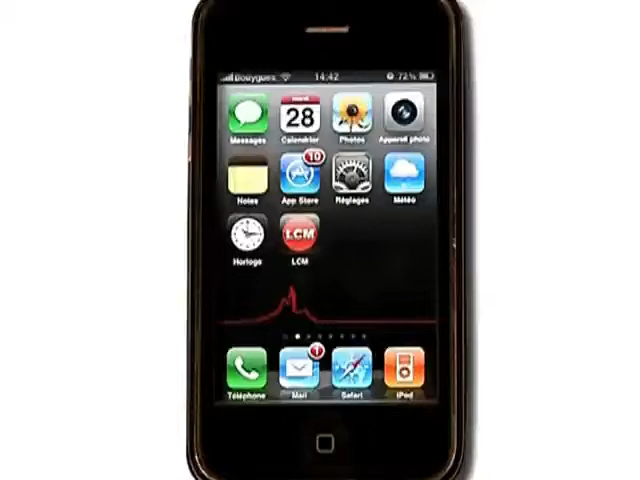 Bouygues 14:42 72 %
28
Messages Calendrier Photos Appareil photo
10
Notes App Store Réglages Météo
LCM
Horloge LCM
1
Téléphone Mail Safari iPod